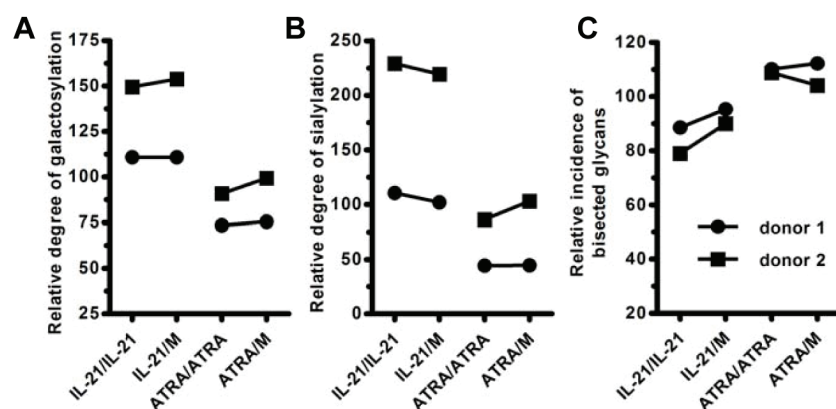 A
Relative degree of galactosylation
175
150
125
100
75
50
25
IL-21/IL-21
IL-21/M
ATRA/ATRA
ATRA/M
B
Relative degree of sialylation
250
200
150
100
50
0
IL-21/IL-21
IL-21/M
ATRA/ATRA
ATRA/M
C
Relative incidence of
bisected glycans
120
100
80
60
40
20
donor 1
donor 2
IL-21/IL-21
IL-21/M
ATRA/ATRA
ATRA/M